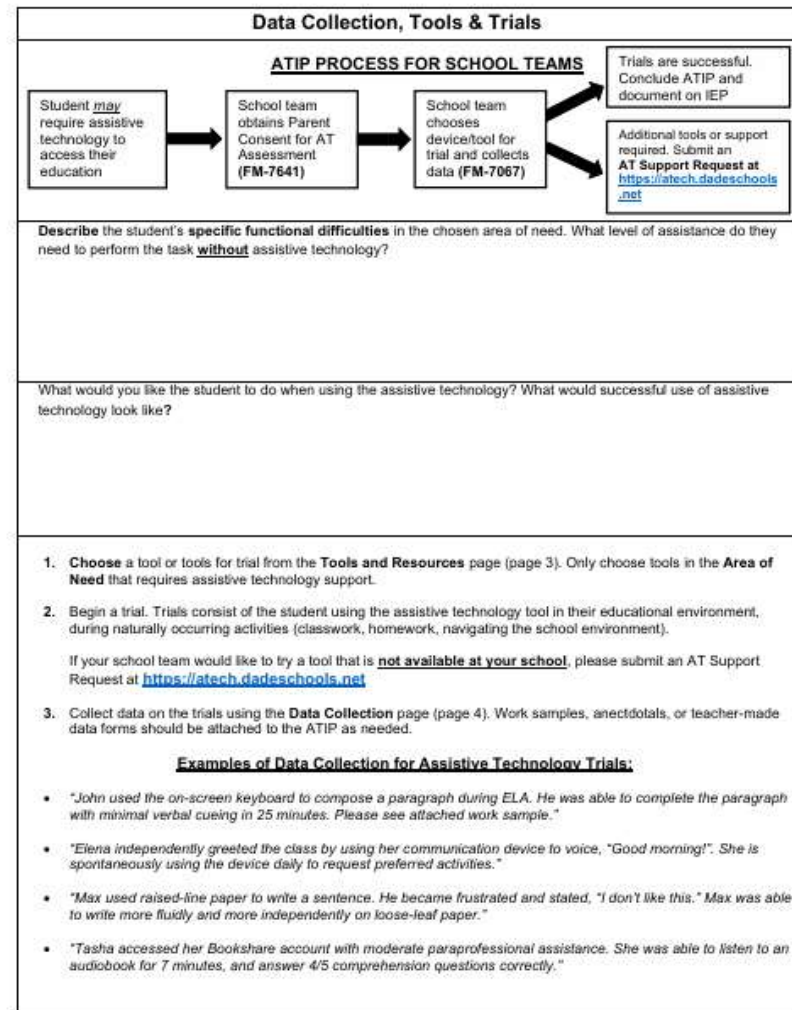 Data Collection, Tools & Trials
ATIP PROCESS FOR SCHOOL TEAMS
Student may
require assistive
technology to
access their
education
School team
obtains Parent
Consent for AT
Assessment
(FM-7641)
School team
chooses
device/tool for
trial and collects
data (FM-7067)
Trials are successful.
Conclude ATIP and
document on IEP
Additional tools or support
required. Submit an
AT Support Request at
https://atech.dadeschools
.net
Describe the student's specific functional difficulties in the chosen area of need. What level of assistance do they
need to perform the task without assistive technology?
What would you like the student to do when using the assistive technology? What would successful use of assistive
technology look like?
1. Choose a tool or tools for trial from the Tools and Resources page (page 3). Only choose tools in the Area of
Need that requires assistive technology support.
2. Begin a trial. Trials consist of the student using the assistive technology tool in their educational environment,
during naturally occurring activities (classwork, homework, navigating the school environment).
If your school team would like to try a tool that is not available at your school, please submit an AT Support
Request at https://atech.dadeschools.net
3. Collect data on the trials using the Data Collection page (page 4). Work samples, anectdotals, or teacher-made
data forms should be attached to the ATIP as needed.
Examples of Data Collection for Assistive Technology Trials:
• "John used the on-screen keyboard to compose a paragraph during ELA. He was able to complete the paragraph
with minimal verbal cueing in 25 minutes. Please see attached work sample."
• "Elena independently greeted the class by using her communication device to voice, "Good morning!". She is
spontaneously using the device daily to request preferred activities."
• "Max used raised-line paper to write a sentence. He became frustrated and stated, "I don't like this." Max was able
to write more fluidly and more independently on loose-leaf paper."
• "Tasha accessed her Bookshare account with moderate paraprofessional assistance. She was able to listen to an
audiobook for 7 minutes, and answer 4/5 comprehension questions correctly."